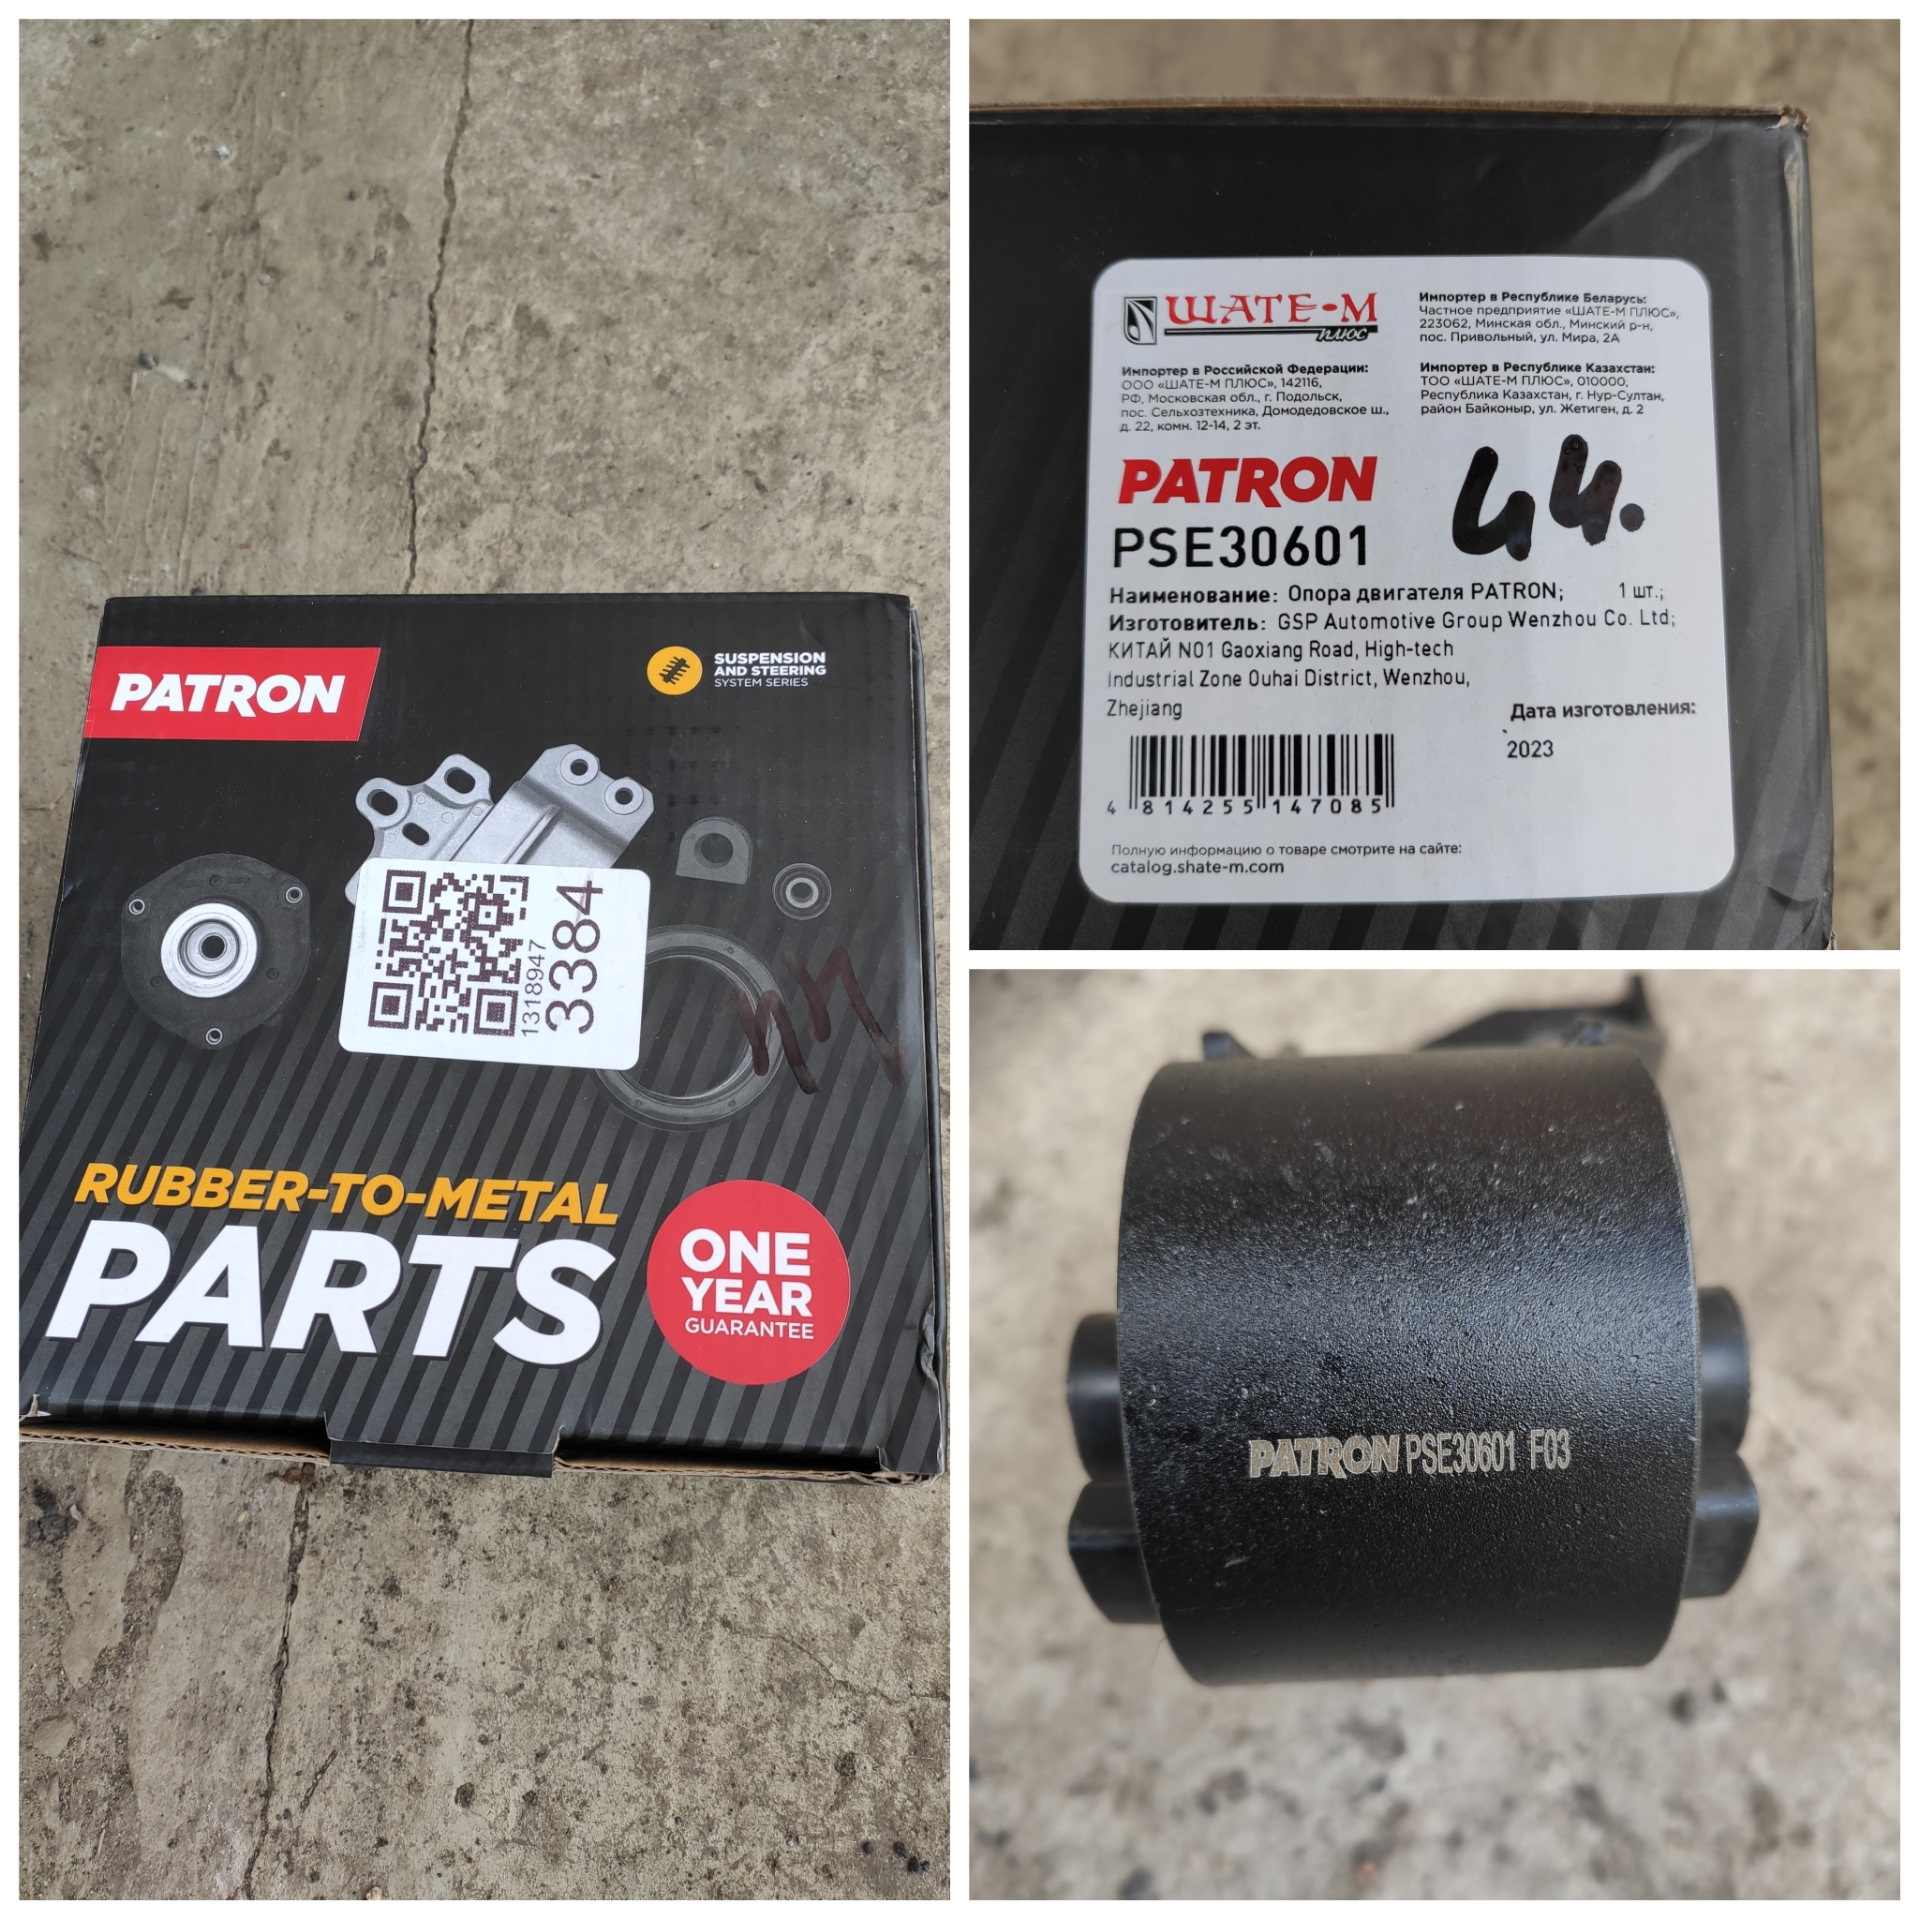 PATRON
SUSPENSION
AND STEERING
SYSTEM SERIES
1318947
3384
RUBBER-TO-METAL
PARTS
ONE
YEAR
GUARANTEE
ШАТЕ-М
ПЛЮС
Импортер в Российской Федерации:
ООО «ШАТЕ-М ПЛЮС», 142116,
РФ, Московская обл., г. Подольск,
пос. Сельхозтехника, Домодедовское ш.,
д. 22, комн. 12-14, 2 эт.
Импортер в Республике Беларусь:
Частное предприятие «ШАТЕ-М ПЛЮС»,
223062, Минская обл., Минский р-н,
пос. Привольный, ул. Мира, 2А
Импортер в Республике Казахстан:
ТОО «ШАТЕ-М ПЛЮС», 010000,
Республика Казахстан, г. Нур-Султан,
район Байконыр, ул. Жетиген, д. 2
44.
PATRON
PSE30601
Наименование: Опора двигателя PATRON; 1 шт.;
Изготовитель: GSP Automotive Group Wenzhou Co. Ltd;
КИТАЙ NO1 Gaoxiang Road, High-tech
Industrial Zone Ouhai District, Wenzhou,
Zhejiang
Дата изготовления:
2023
4 814255 147085
Полную информацию о товаре смотрите на сайте:
catalog.shate-m.com
PATRON PSE30601 F03